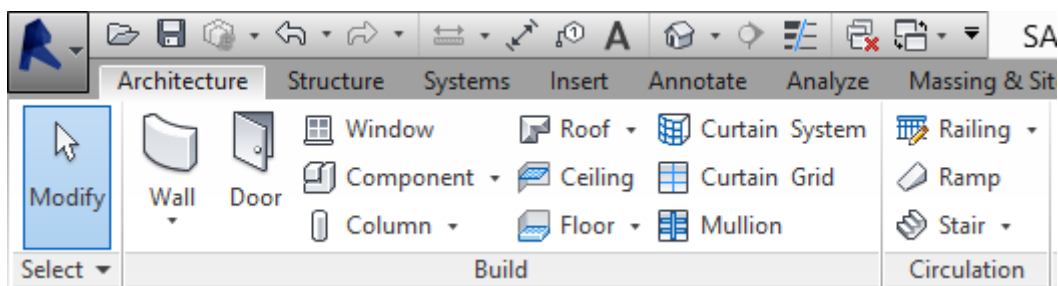 SA
Architecture Structure Systems Insert Annotate Analyze Massing & Sit
Modify Wall Door Window Roof Curtain System Railing
Component Ceiling Curtain Grid Ramp
Column Floor Mullion Stair
Select Build Circulation